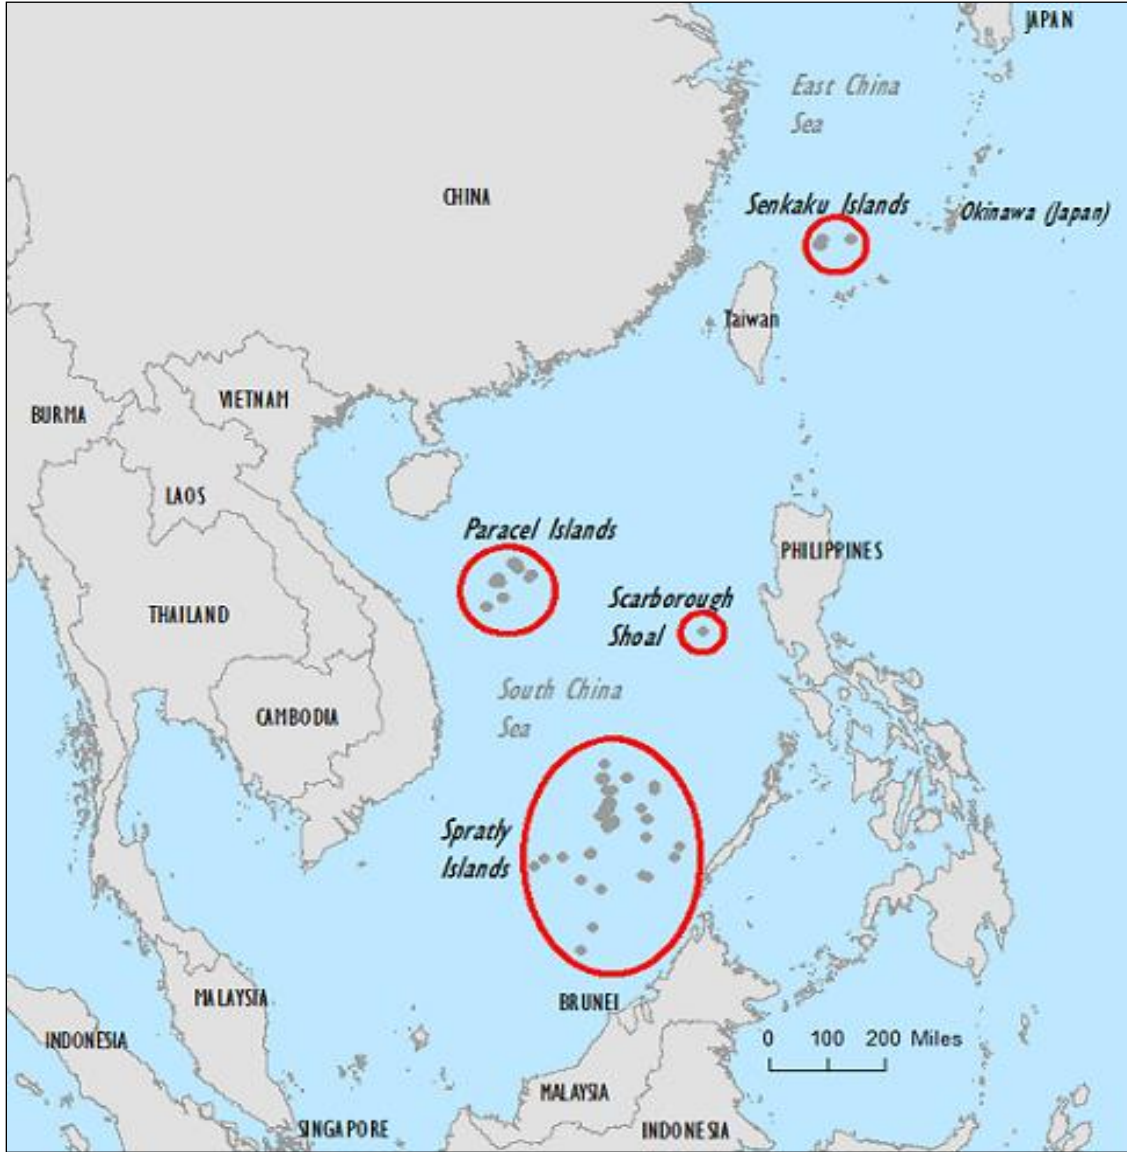 JAPAN
East China
Sea
CHINA
Senkaku Islands
Okinawa (Japan)
Taiwan
VIETNAM
BURMA
LAOS
Paracel Islands
PHILIPPINES
Scarborough
Shoal
THAILAND
South China
Sea
CAMBODIA
Spratly
Islands
MALAYSIA
BRUNEI
INDONESIA
0 100 200 Miles
MALAYSIA
SINGAPORE
INDONESIA